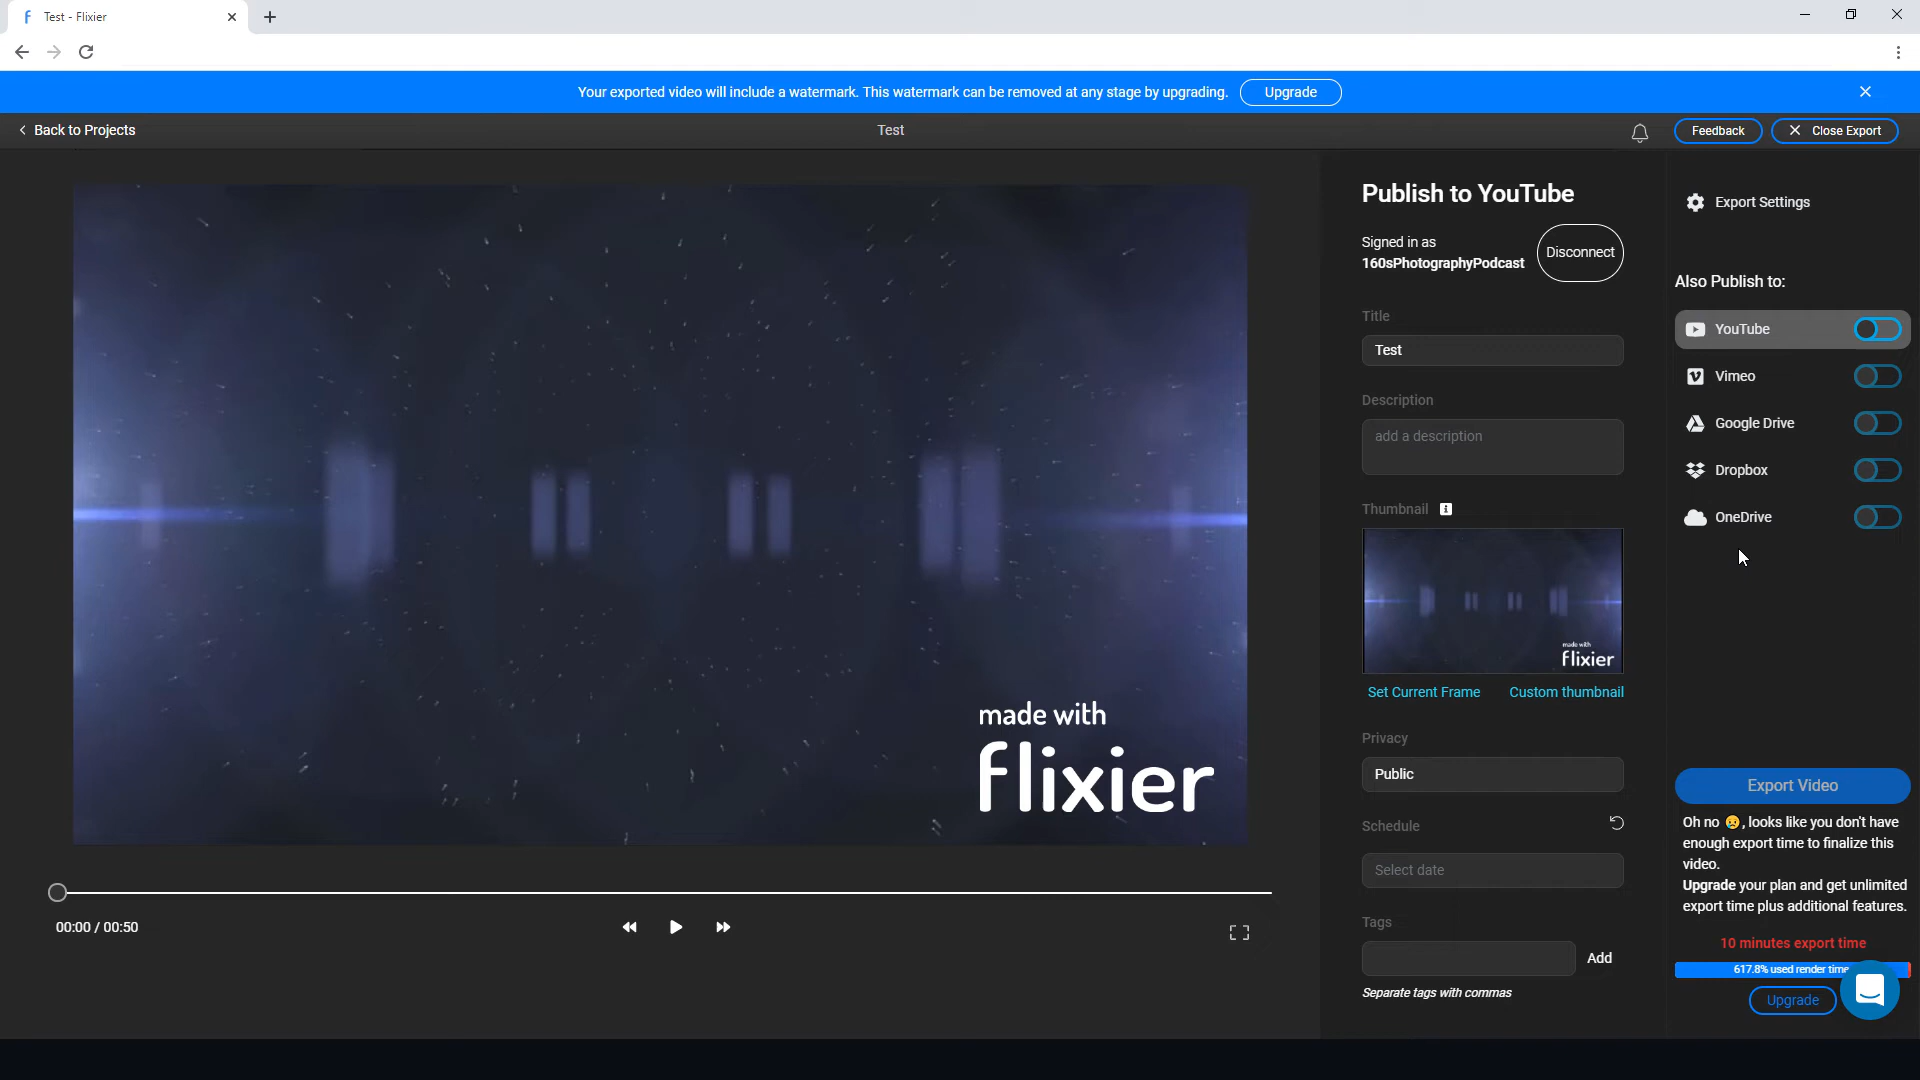 Test - Flixier
Your exported video will include a watermark. This watermark can be removed at any stage by upgrading.
Upgrade
Back to Projects
Test
Feedback
Close Export
made with
flixier
00:00 / 00:50
Publish to YouTube
Signed in as
160sPhotographyPodcast
Disconnect
Title
Test
Description
add a description
Thumbnail
made with
flixier
Set Current Frame
Custom thumbnail
Privacy
Public
Schedule
Select date
Tags
Add
Separate tags with commas
Export Settings
Also Publish to:
YouTube
Vimeo
Google Drive
Dropbox
OneDrive
Export Video
Oh no 😢, looks like you don't have
enough export time to finalize this
video.
Upgrade your plan and get unlimited
export time plus additional features.
10 minutes export time
617.8% used render time
Upgrade